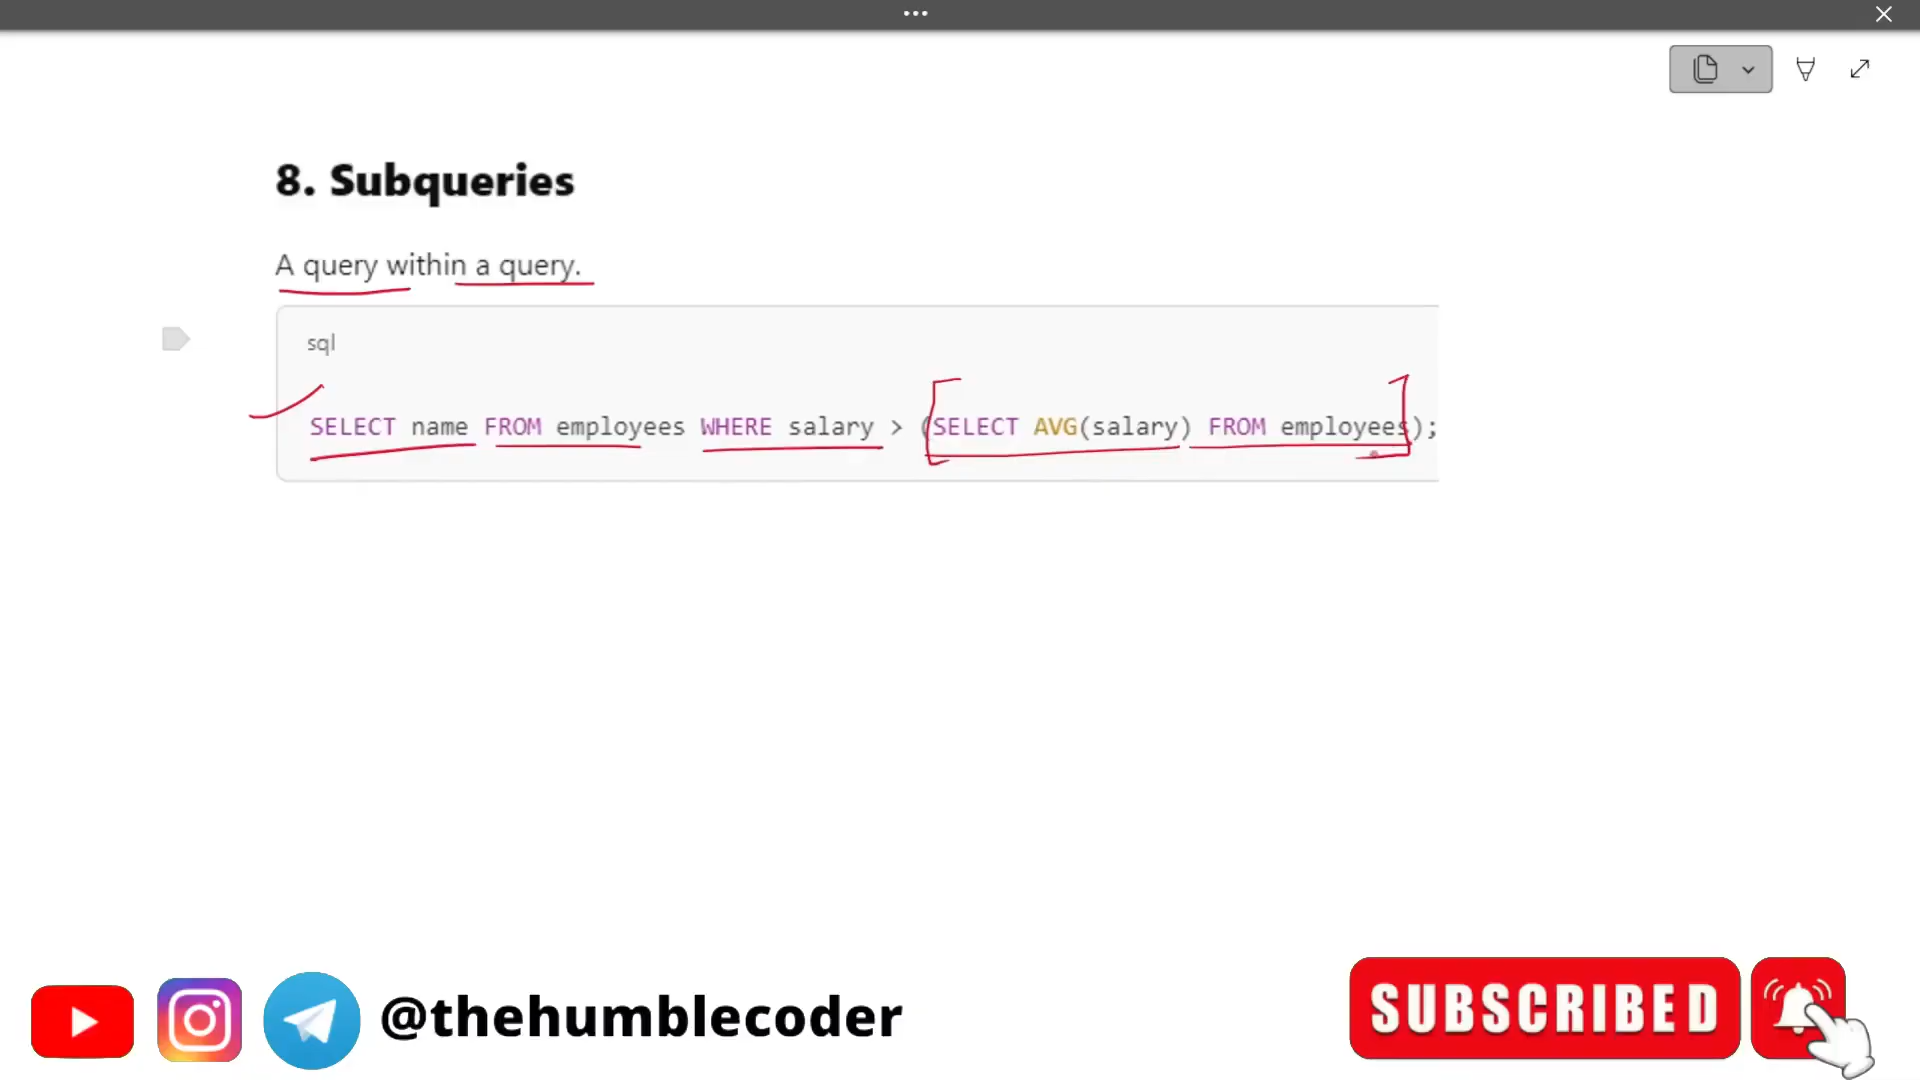 8. Subqueries
A query within a query.
sql
SELECT name FROM employees WHERE salary > (SELECT AVG(salary) FROM employees);
@thehumblecoder
SUBSCRIBED